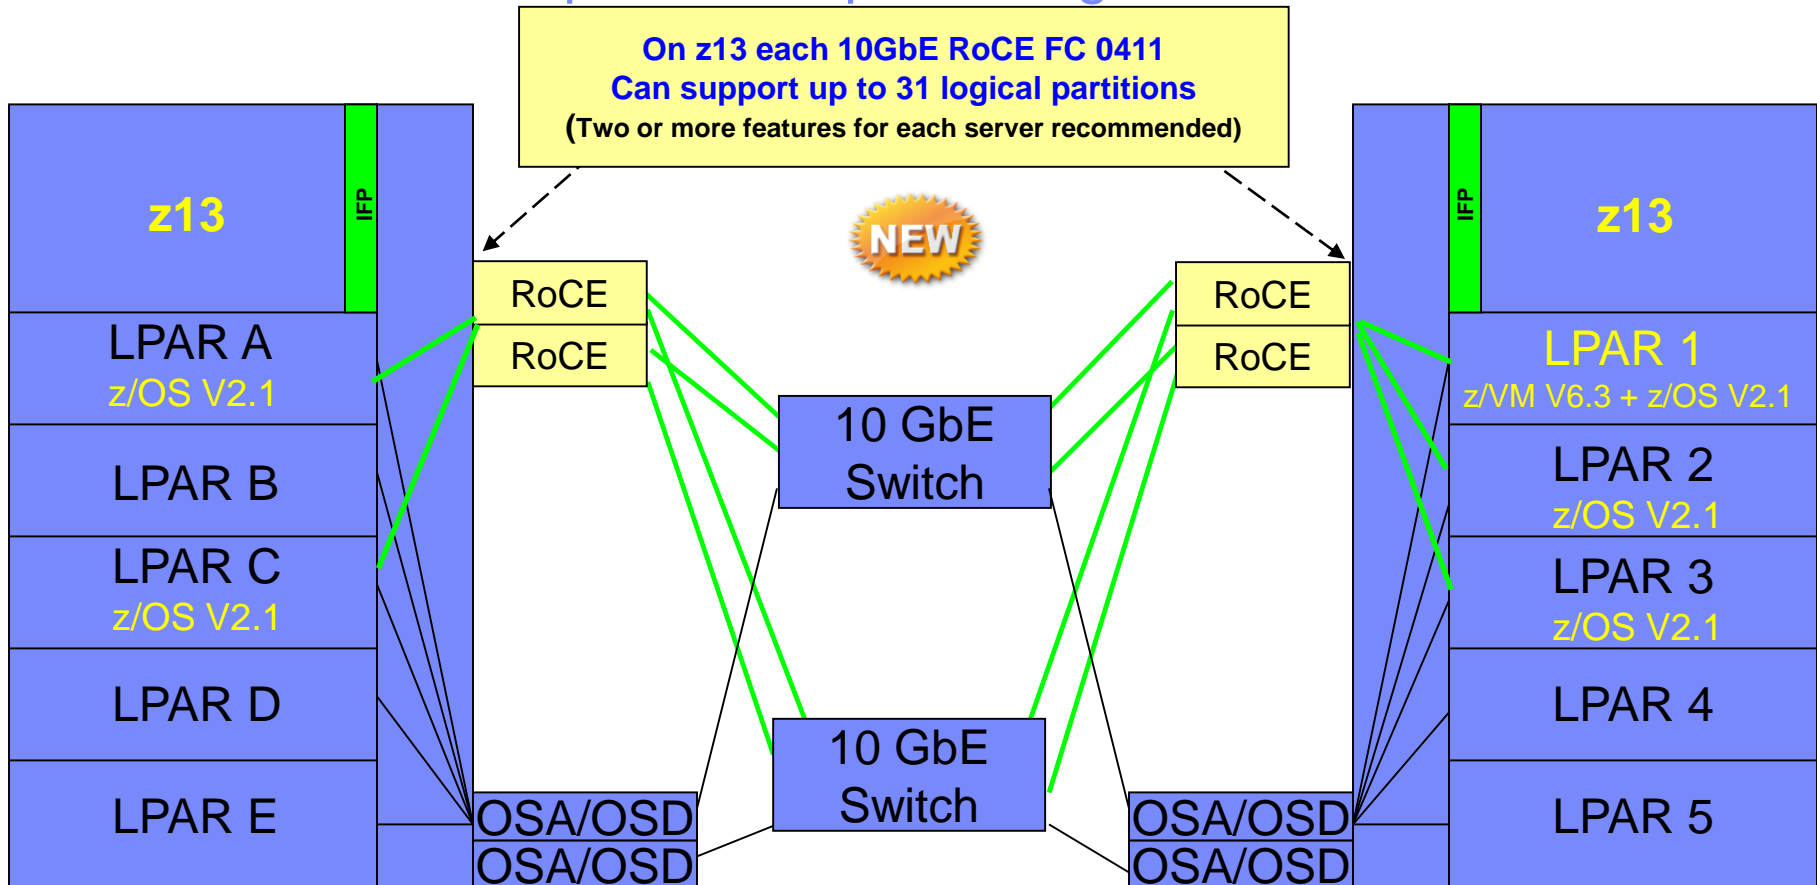 On z13 each 10GbE RoCE FC 0411
Can support up to 31 logical partitions
(Two or more features for each server recommended)
z13
IFP
NEW
IFP
z13
RoCE
RoCE
RoCE
RoCE
LPAR A
z/OS V2.1
LPAR B
LPAR C
z/OS V2.1
LPAR D
LPAR E
10 GbE
Switch
10 GbE
Switch
LPAR 1
z/VM V6.3 + z/OS V2.1
LPAR 2
z/OS V2.1
LPAR 3
z/OS V2.1
LPAR 4
LPAR 5
OSA/OSD
OSA/OSD
OSA/OSD
OSA/OSD